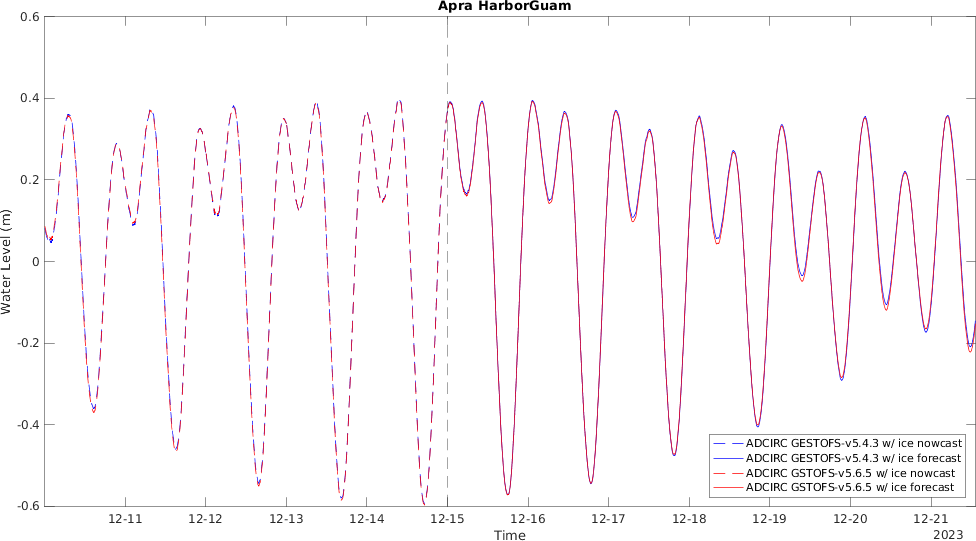 Apra HarborGuam
0.6
0.4
0.2
0
-0.2
-0.4
-0.6
Water Level (m)
12-11
12-12
12-13
12-14
12-15
12-16
12-17
12-18
12-19
12-20
12-21
Time
2023
ADCIRC GESTOFS-v5.4.3 w/ ice nowcast
ADCIRC GESTOFS-v5.4.3 w/ ice forecast
ADCIRC GSTOFS-v5.6.5 w/ ice nowcast
ADCIRC GSTOFS-v5.6.5 w/ ice forecast